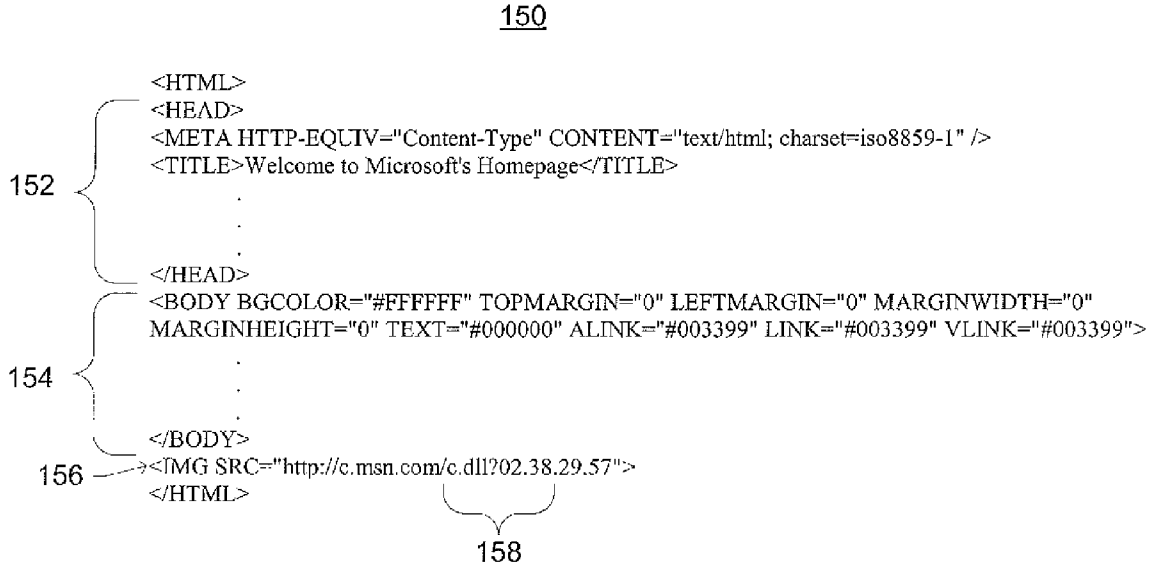 150
<HTML>
<HEAD>
<META HTTP-EQUIV="Content-Type" CONTENT="text/html; charset=iso8859-1" />
<TITLE>Welcome to Microsoft's Homepage</TITLE>
152
.
.
.
</HEAD>
<BODY BGCOLOR="#FFFFFF" TOPMARGIN="0" LEFTMARGIN="0" MARGINWIDTH="0"
MARGINHEIGHT="0" TEXT="#000000" ALINK="#003399" LINK="#003399" VLINK="#003399">
154
.
.
.
</BODY>
156 <IMG SRC="http://c.msn.com/c.dll?02.38.29.57">
</HTML>
158